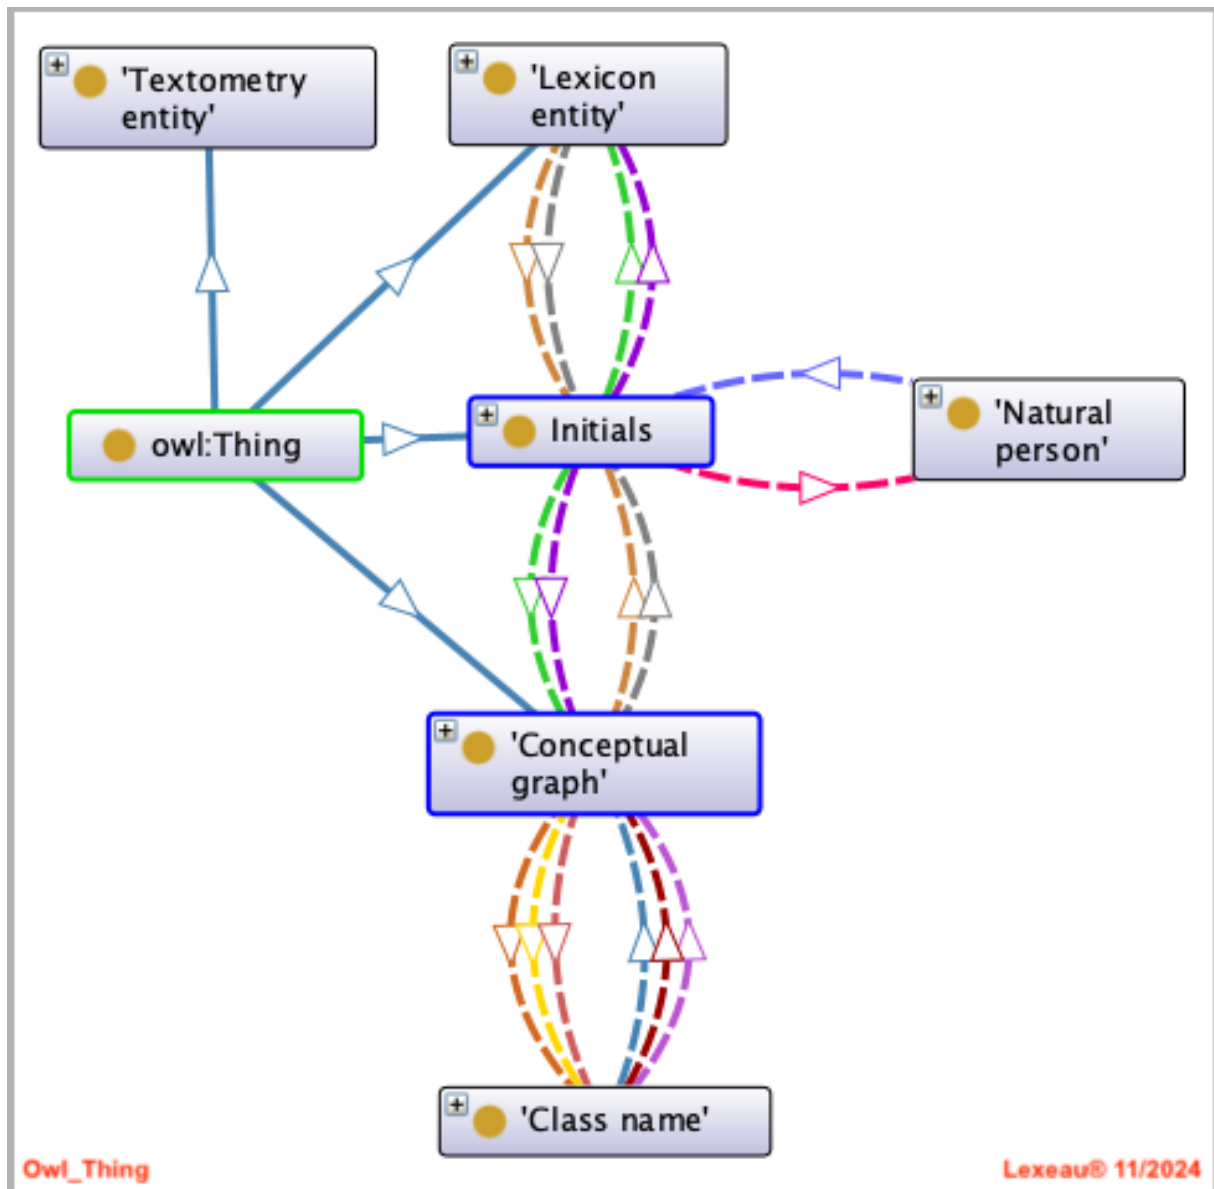 'Textometry
entity'
'Lexicon
entity'
owl:Thing
Initials
'Natural
person'
'Conceptual
graph'
'Class name'
Owl_Thing
Lexeau® 11/2024